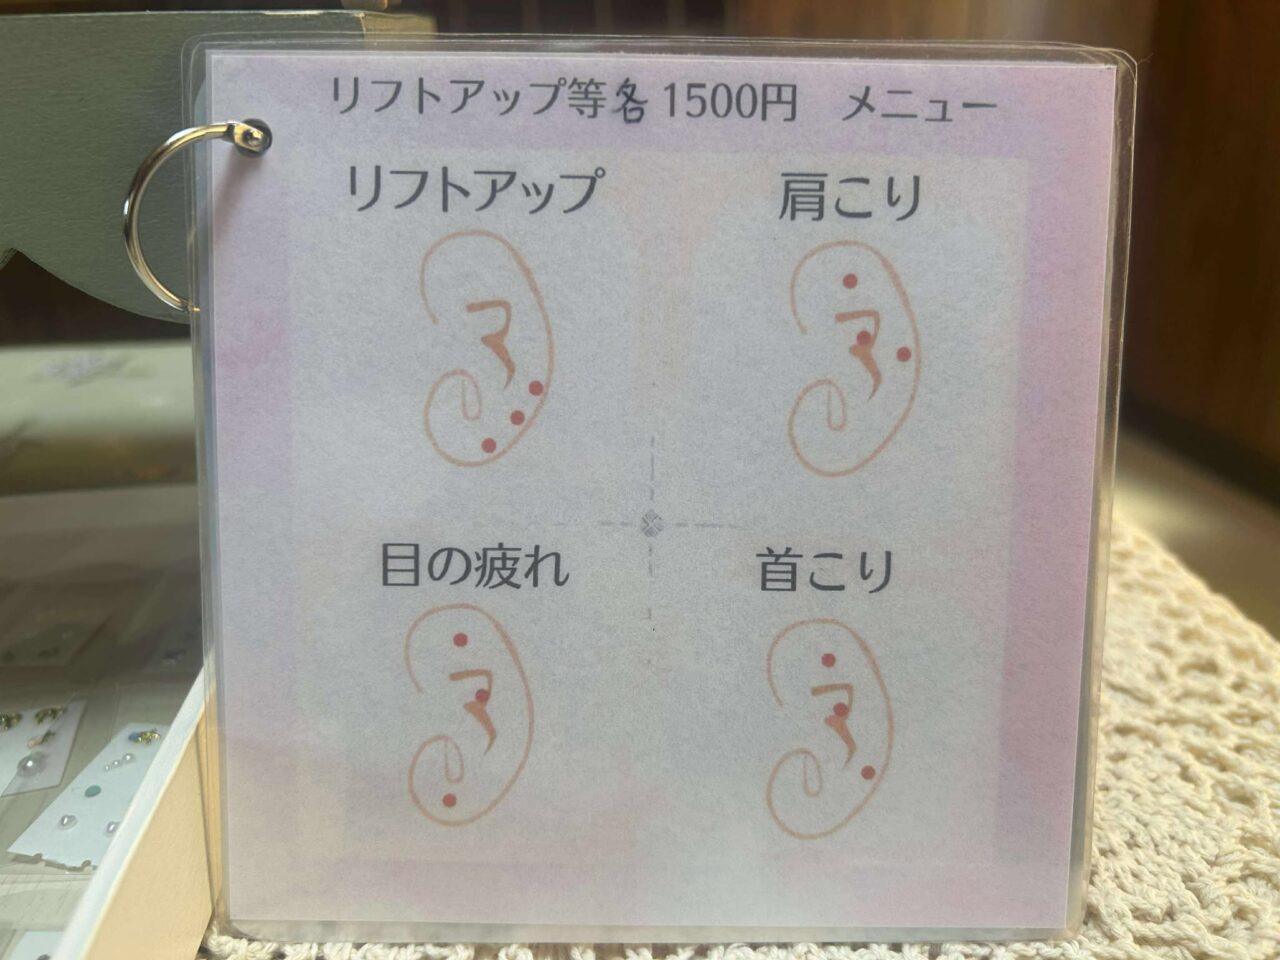 リフトアップ等各 1500円　メニュー
リフトアップ
肩こり
目の疲れ
首こり